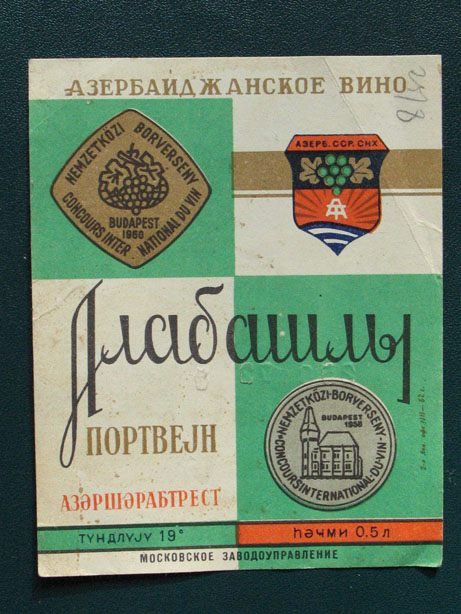 АЗЕРБАЙДЖАНСКОЕ ВИНО
NEMZETKÖZI BORVERSENY
BUDAPEST
1960
CONCOURS INTERNATIONAL DU VIN
АЗЕРБ. ССР. СНХ
Алабашлы
ПОРТВЕЈН
NEMZETKÖZI·BORVERSENY·
BUDAPEST
1958
CONCOURS INTERNATIONAL·DU·VIN·
АЗӘРШӘРАБТРЕСТ
ТҮНДЛУЈУ 19°
ҺӘЧМИ 0.5 л
МОСКОВСКОЕ ЗАВОДОУПРАВЛЕНИЕ